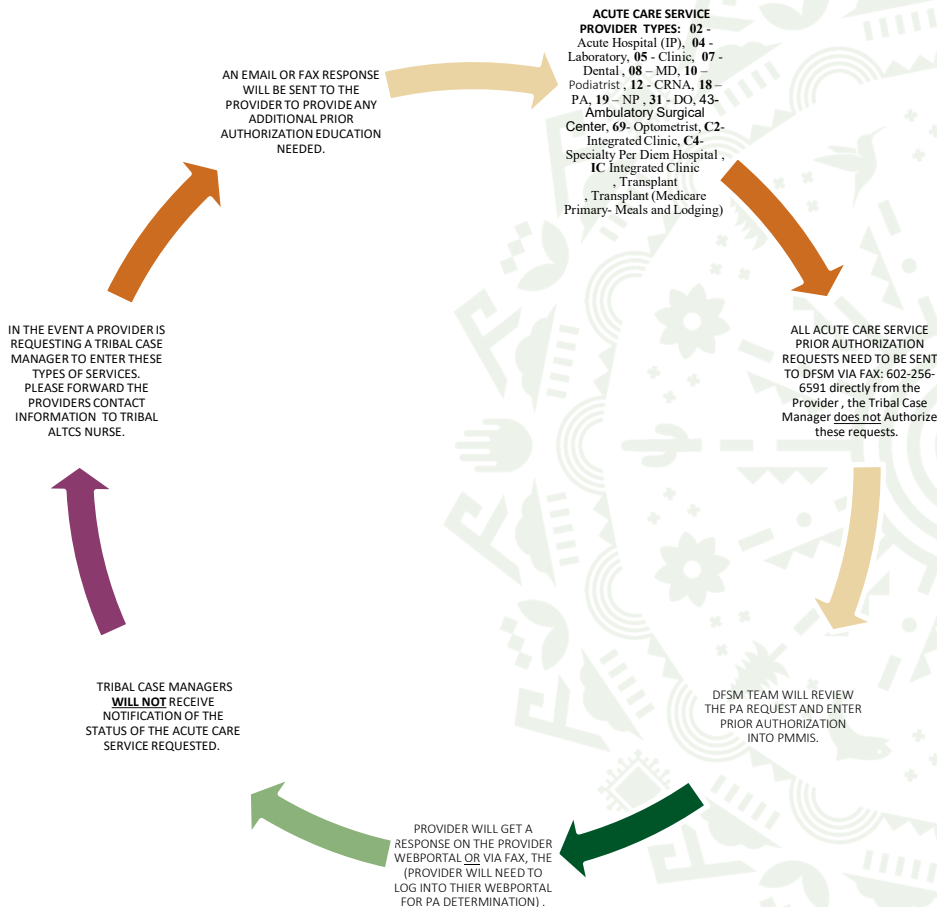 ACUTE CARE SERVICE
PROVIDER TYPES: 02 -
Acute Hospital (IP), 04 -
Laboratory, 05 - Clinic, 07 -
Dental , 08 – MD, 10 –
Podiatrist , 12 - CRNA, 18 –
PA, 19 – NP , 31 - DO, 43-
Ambulatory Surgical
Center, 69- Optometrist, C2-
Integrated Clinic, C4-
Specialty Per Diem Hospital ,
IC Integrated Clinic
, Transplant
, Transplant (Medicare
Primary- Meals and Lodging)
ALL ACUTE CARE SERVICE
PRIOR AUTHORIZATION
REQUESTS NEED TO BE SENT
TO DFSM VIA FAX: 602-256-
6591 directly from the
Provider , the Tribal Case
Manager does not Authorize
these requests.
DFSM TEAM WILL REVIEW
THE PA REQUEST AND ENTER
PRIOR AUTHORIZATION
INTO PMMIS.
PROVIDER WILL GET A
RESPONSE ON THE PROVIDER
WEBPORTAL OR VIA FAX, THE
(PROVIDER WILL NEED TO
LOG INTO THIER WEBPORTAL
FOR PA DETERMINATION) .
TRIBAL CASE MANAGERS
WILL NOT RECEIVE
NOTIFICATION OF THE
STATUS OF THE ACUTE CARE
SERVICE REQUESTED.
IN THE EVENT A PROVIDER IS
REQUESTING A TRIBAL CASE
MANAGER TO ENTER THESE
TYPES OF SERVICES.
PLEASE FORWARD THE
PROVIDERS CONTACT
INFORMATION TO TRIBAL
ALTCS NURSE.
AN EMAIL OR FAX RESPONSE
WILL BE SENT TO THE
PROVIDER TO PROVIDE ANY
ADDITIONAL PRIOR
AUTHORIZATION EDUCATION
NEEDED.